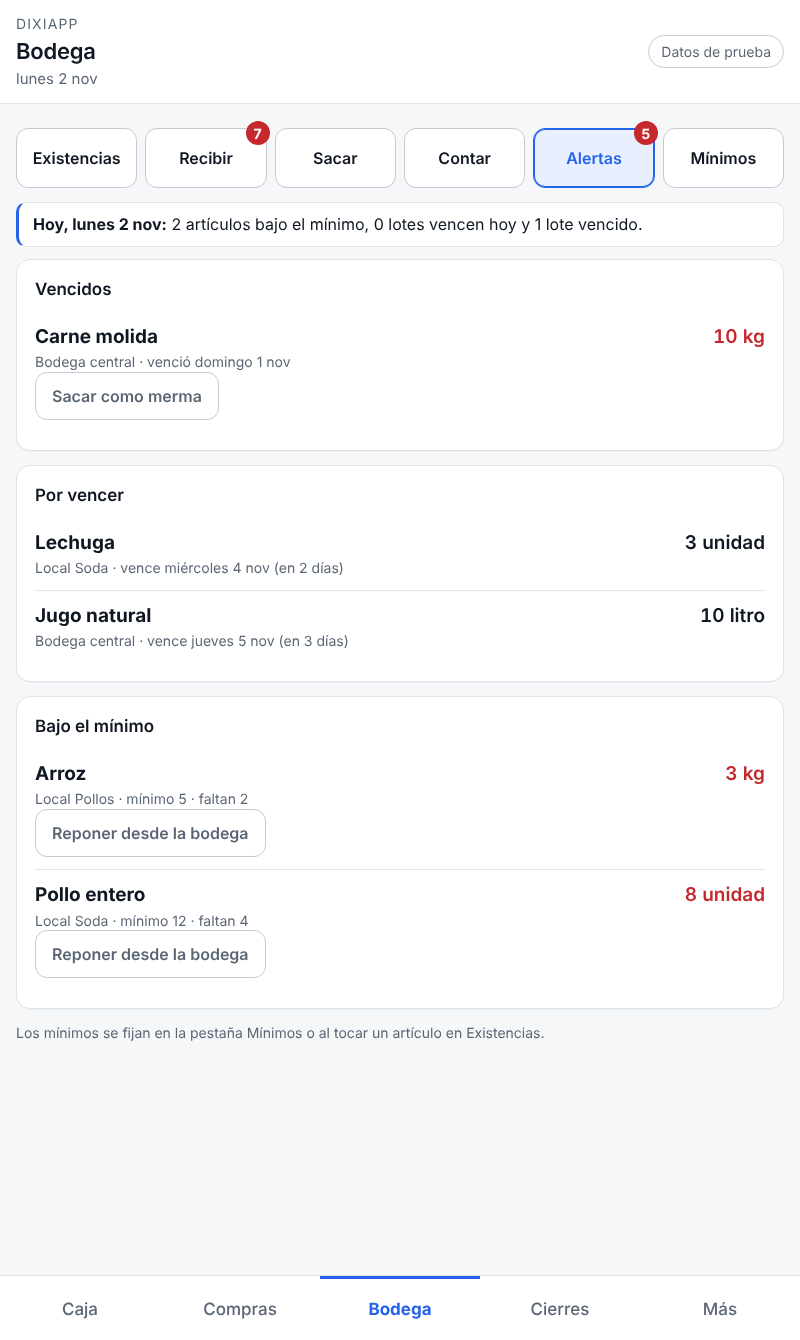 DIXIAPP
Bodega
lunes 2 nov
Datos de prueba
Existencias
Recibir
7
Sacar
Contar
Alertas
5
Mínimos
Hoy, lunes 2 nov: 2 artículos bajo el mínimo, 0 lotes vencen hoy y 1 lote vencido.
Vencidos
Carne molida
10 kg
Bodega central · venció domingo 1 nov
Sacar como merma
Por vencer
Lechuga
3 unidad
Local Soda · vence miércoles 4 nov (en 2 días)
Jugo natural
10 litro
Bodega central · vence jueves 5 nov (en 3 días)
Bajo el mínimo
Arroz
3 kg
Local Pollos · mínimo 5 · faltan 2
Reponer desde la bodega
Pollo entero
8 unidad
Local Soda · mínimo 12 · faltan 4
Reponer desde la bodega
Los mínimos se fijan en la pestaña Mínimos o al tocar un artículo en Existencias.
Caja
Compras
Bodega
Cierres
Más